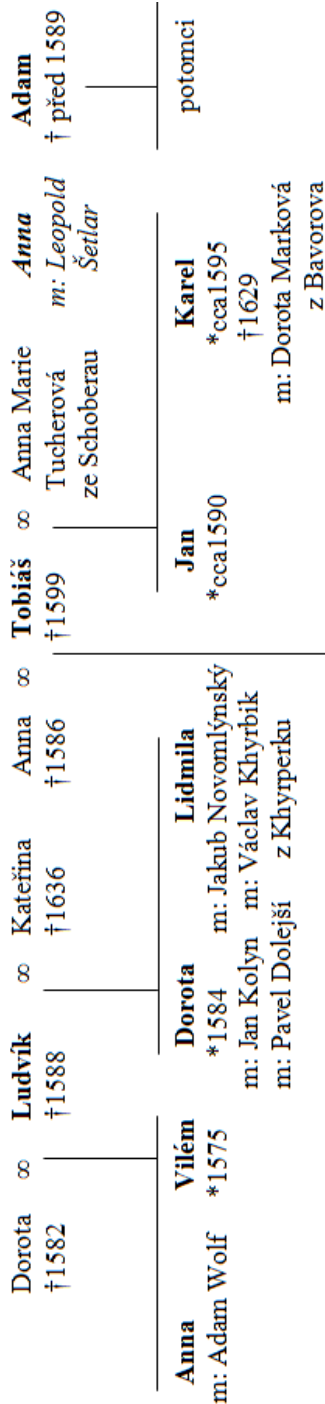 Dorota ∞ Ludvík ∞ Kateřina Anna ∞ Tobiáš ∞ Anna Marie Anna Adam
†1582 †1588 †1636 †1586 †1599 Tucherová m: Leopold † před 1589
ze Schoberau Šetlar
Anna Vilém Dorota Lidmila Jan Karel potomci
m: Adam Wolf *1575 *1584 m: Jakub Novomlýnský *cca1590 *cca1595
m: Jan Kolyn m: Václav Khyrbik †1629
m: Pavel Dolejší z Khyrperku m: Dorota Marková
z Bavorova